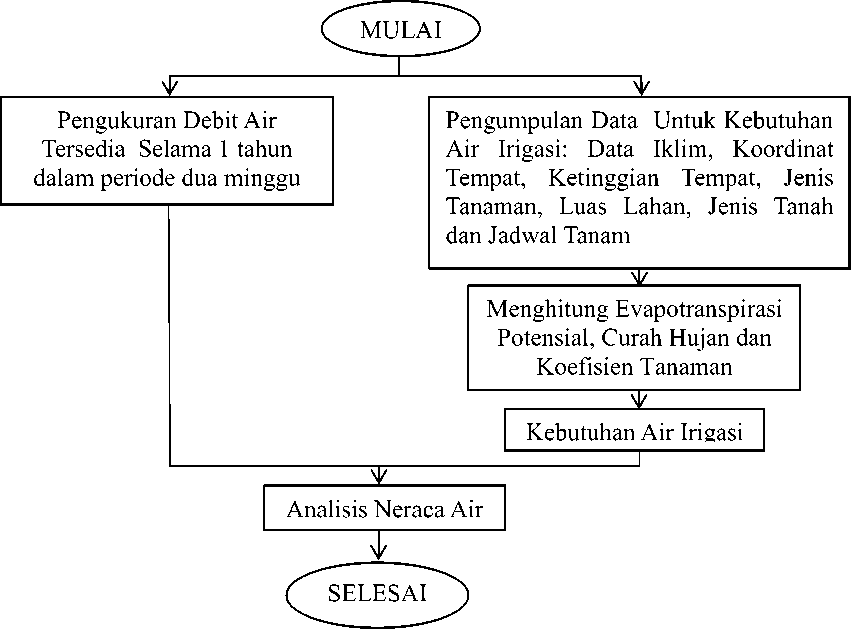 MULAI
Pengukuran Debit Air
Tersedia Selama 1 tahun
dalam periode dua minggu
Pengumpulan Data Untuk Kebutuhan
Air Irigasi: Data Iklim, Koordinat
Tempat, Ketinggian Tempat, Jenis
Tanaman, Luas Lahan, Jenis Tanah
dan Jadwal Tanam
Menghitung Evapotranspirasi
Potensial, Curah Hujan dan
Koefisien Tanaman
Kebutuhan Air Irigasi
Analisis Neraca Air
SELESAI